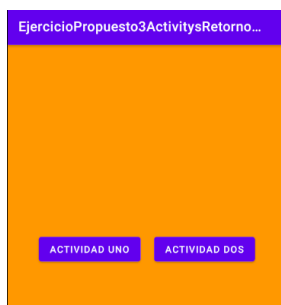 EjercicioPropuesto3ActivitysRetorno...
ACTIVIDAD UNO
ACTIVIDAD DOS